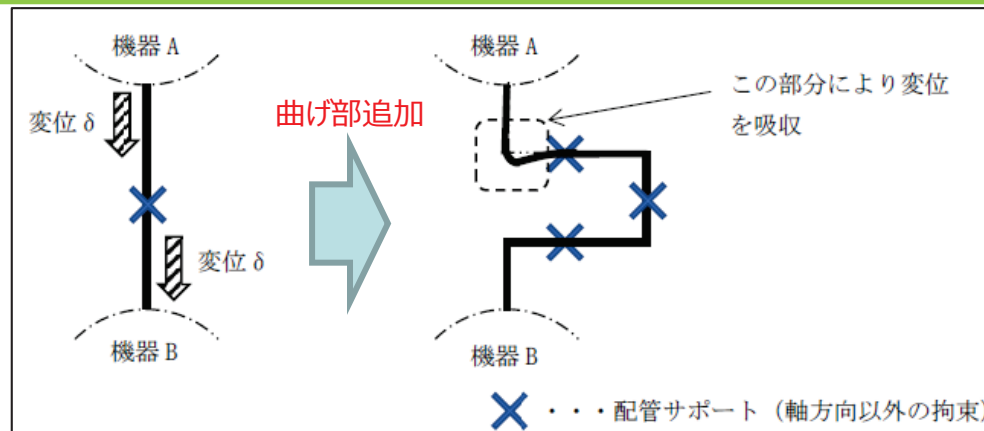 機器 A
変位 δ
変位 δ
機器 B
曲げ部追加
機器 A
この部分により変位
を吸収
機器 B
・・・配管サポート（軸方向以外の拘束）